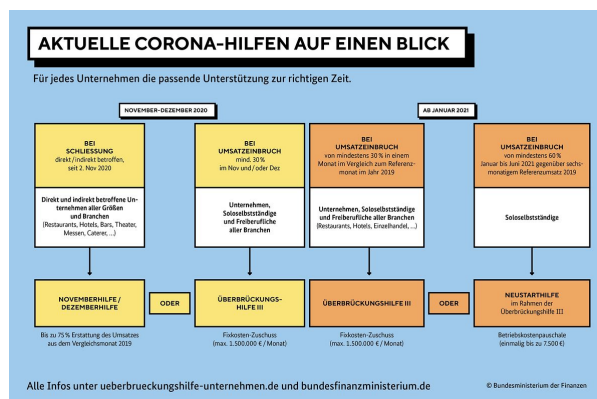 AKTUELLE CORONA-HILFEN AUF EINEN BLICK
Für jedes Unternehmen die passende Unterstützung zur richtigen Zeit.
NOVEMBER-DEZEMBER 2020
BEI
SCHLIESSUNG
direkt/indirekt betroffen,
seit 2. Nov 2020
Direkt und indirekt betroffene Un-
ternehmen aller Größen
und Branchen
(Restaurants, Hotels, Bars, Theater,
Messen, Caterer, ...)
NOVEMBERHILFE/
DEZEMBERHILFE
Bis zu 75% Erstattung des Umsatzes
aus dem Vergleichsmonat 2019
ODER
BEI
UMSATZEINBRUCH
mind. 30%
im Nov und/oder Dez
Unternehmen,
Soloselbstständige
und Freiberufliche
aller Branchen
ÜBERBRÜCKUNGS-
HILFE III
Fixkosten-Zuschuss
(max. 1.500.000 € / Monat)
AB JANUAR 2021
BEI
UMSATZEINBRUCH
von mindestens 30% in einem
Monat im Vergleich zum Referenz-
monat im Jahr 2019
Unternehmen, Soloselbstständige
und Freiberufliche aller Branchen
(Restaurants, Hotels, Einzelhandel, ...)
ÜBERBRÜCKUNGSHILFE III
Fixkosten-Zuschuss
(max. 1.500.000 € / Monat)
ODER
BEI
UMSATZEINBRUCH
von mindestens 60%
Januar bis Juni 2021 gegenüber sechs-
monatigem Referenzumsatz 2019
Soloselbstständige
NEUSTARTHILFE
im Rahmen der
Überbrückungshilfe III
Betriebskostenpauschale
(einmalig bis zu 7.500 €)
Alle Infos unter ueberbrueckungshilfe-unternehmen.de und bundesfinanzministerium.de
© Bundesministerium der Finanzen